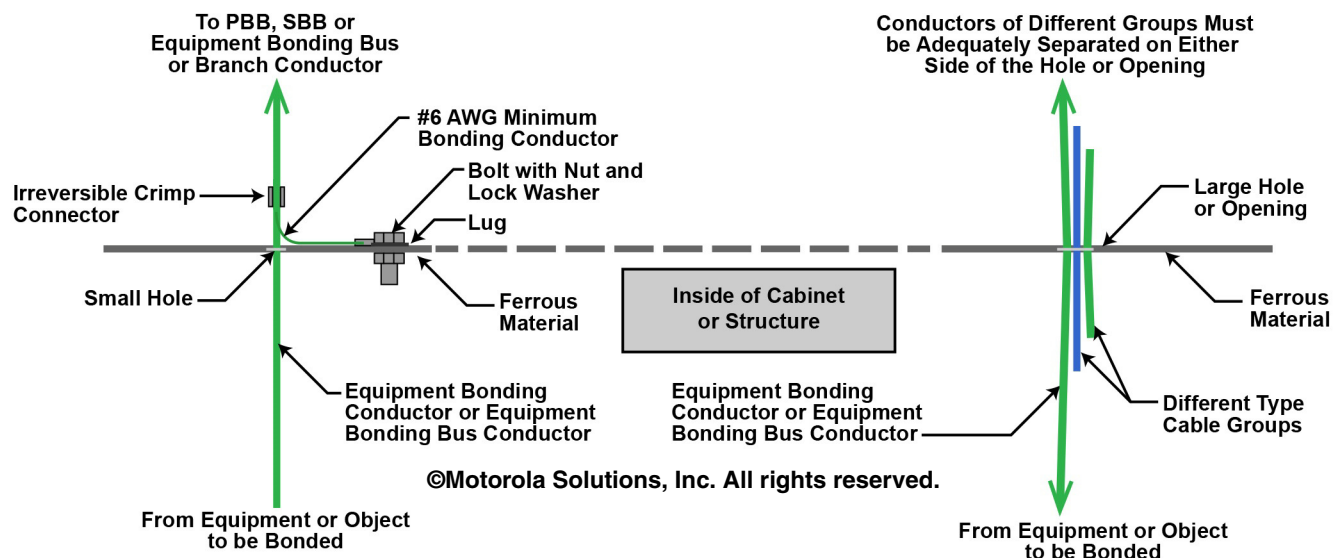 To PBB, SBB or
Equipment Bonding Bus
or Branch Conductor
#6 AWG Minimum
Bonding Conductor
Bolt with Nut and
Lock Washer
Irreversible Crimp
Connector
Lug
Small Hole
Ferrous
Material
Equipment Bonding
Conductor or Equipment
Bonding Bus Conductor
From Equipment or Object
to be Bonded
Inside of Cabinet
or Structure
Conductors of Different Groups Must
be Adequately Separated on Either
Side of the Hole or Opening
Large Hole
or Opening
Ferrous
Material
Equipment Bonding
Conductor or Equipment
Bonding Bus Conductor
Different Type
Cable Groups
©Motorola Solutions, Inc. All rights reserved.
From Equipment or Object
to be Bonded